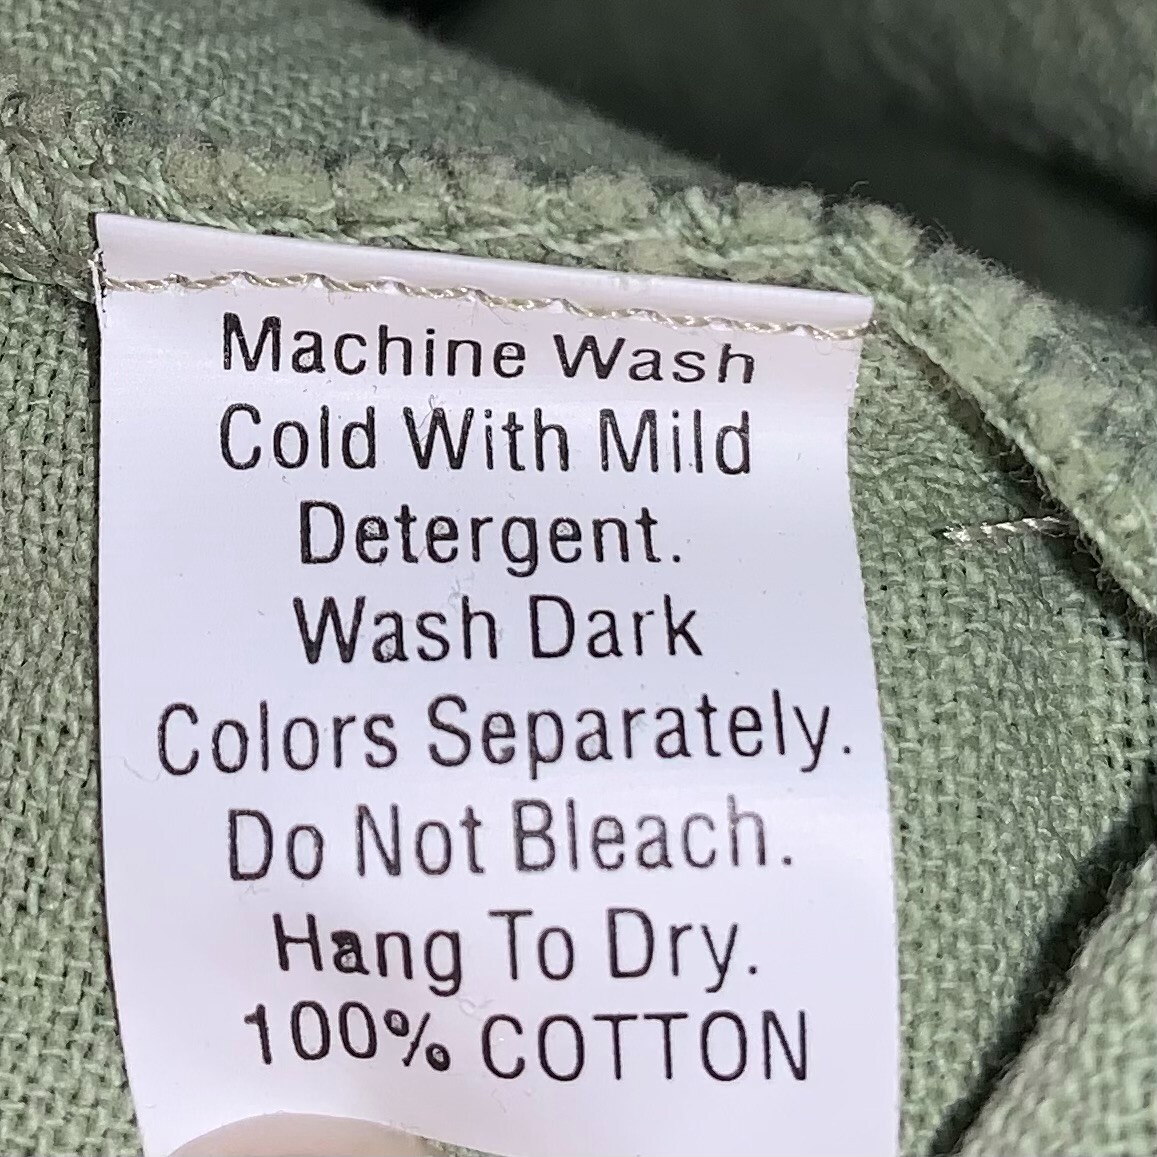 Machine Wash
Cold With Mild
Detergent.
Wash Dark
Colors Separately.
Do Not Bleach.
Hang To Dry.
100% COTTON